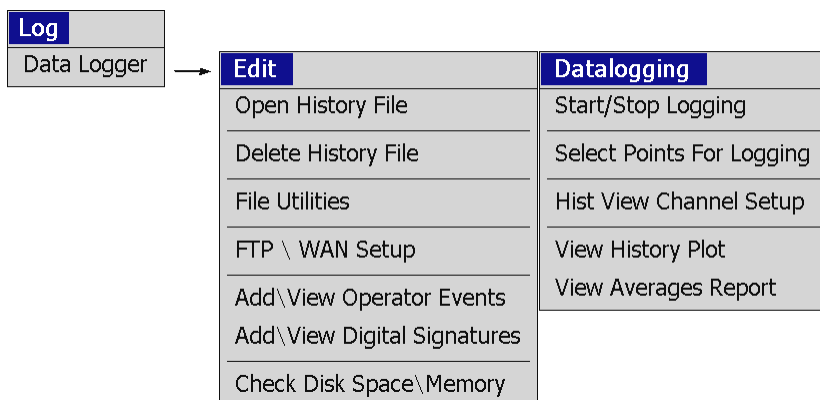 Log
Data Logger
Edit
Open History File
Delete History File
File Utilities
FTP \ WAN Setup
Add\View Operator Events
Add\View Digital Signatures
Check Disk Space\Memory
Datalogging
Start/Stop Logging
Select Points For Logging
Hist View Channel Setup
View History Plot
View Averages Report